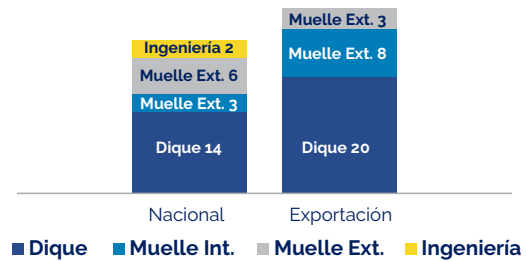 Muelle Ext. 3
Ingeniería 2
Muelle Ext. 8
Muelle Ext. 6
Muelle Ext. 3
Dique 14
Dique 20
Nacional
Exportación
Dique
Muelle Int.
Muelle Ext.
Ingeniería